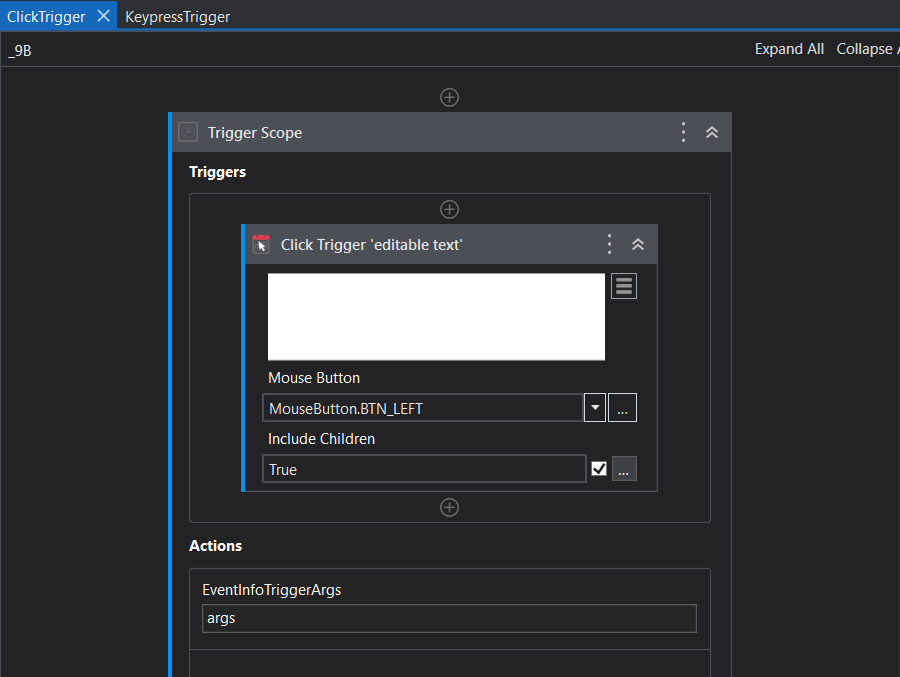 ClickTrigger KeypressTrigger
_9B Expand All Collapse
Trigger Scope
Triggers
Click Trigger 'editable text'
Mouse Button
MouseButton.BTN_LEFT ...
Include Children
True ...
Actions
EventInfoTriggerArgs
args